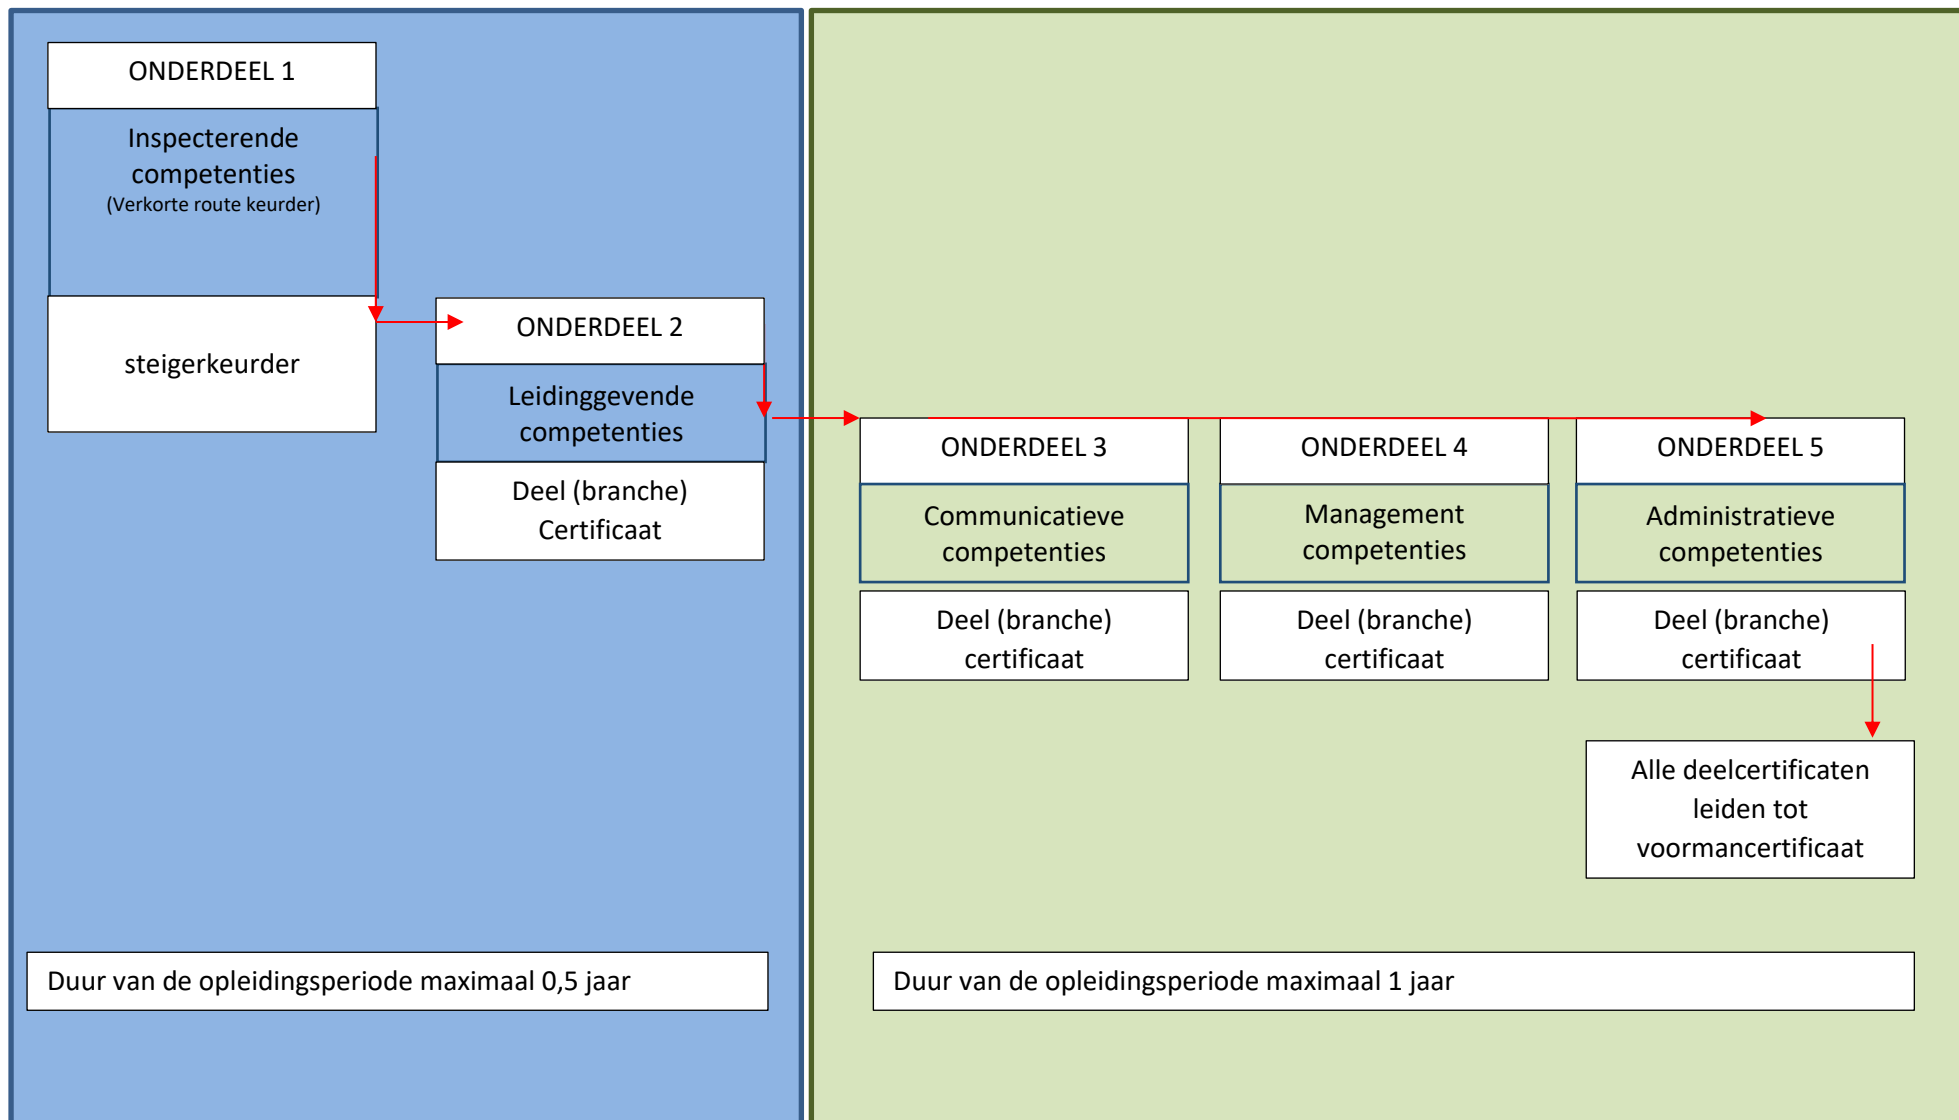 ONDERDEEL 1
Inspecterende
competenties
(Verkorte route keurder)
steigerkeurder
ONDERDEEL 2
Leidinggevende
competenties
Deel (branche)
Certificaat
ONDERDEEL 3
Communicatieve
competenties
Deel (branche)
certificaat
ONDERDEEL 4
Management
competenties
Deel (branche)
certificaat
ONDERDEEL 5
Administratieve
competenties
Deel (branche)
certificaat
Alle deelcertificaten
leiden tot
voormancertificaat
Duur van de opleidingsperiode maximaal 0,5 jaar
Duur van de opleidingsperiode maximaal 1 jaar